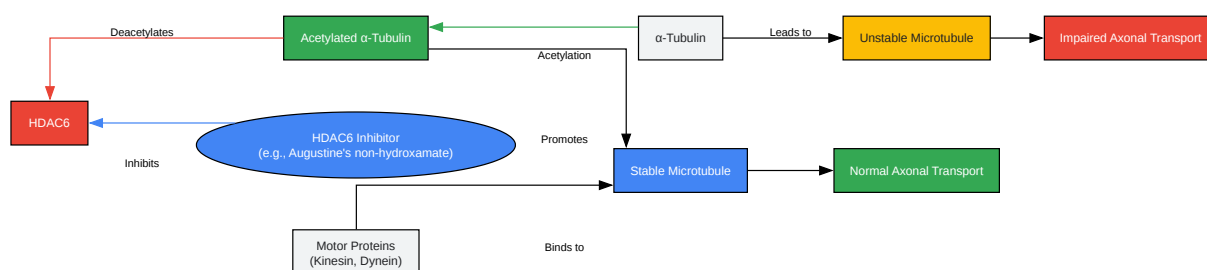 Deacetylates
Acetylated α-Tubulin
α-Tubulin
Leads to
Unstable Microtubule
Impaired Axonal Transport
Acetylation
HDAC6
HDAC6 Inhibitor
(e.g., Augustine's non-hydroxamate)
Promotes
Inhibits
Stable Microtubule
Normal Axonal Transport
Motor Proteins
(Kinesin, Dynein)
Binds to